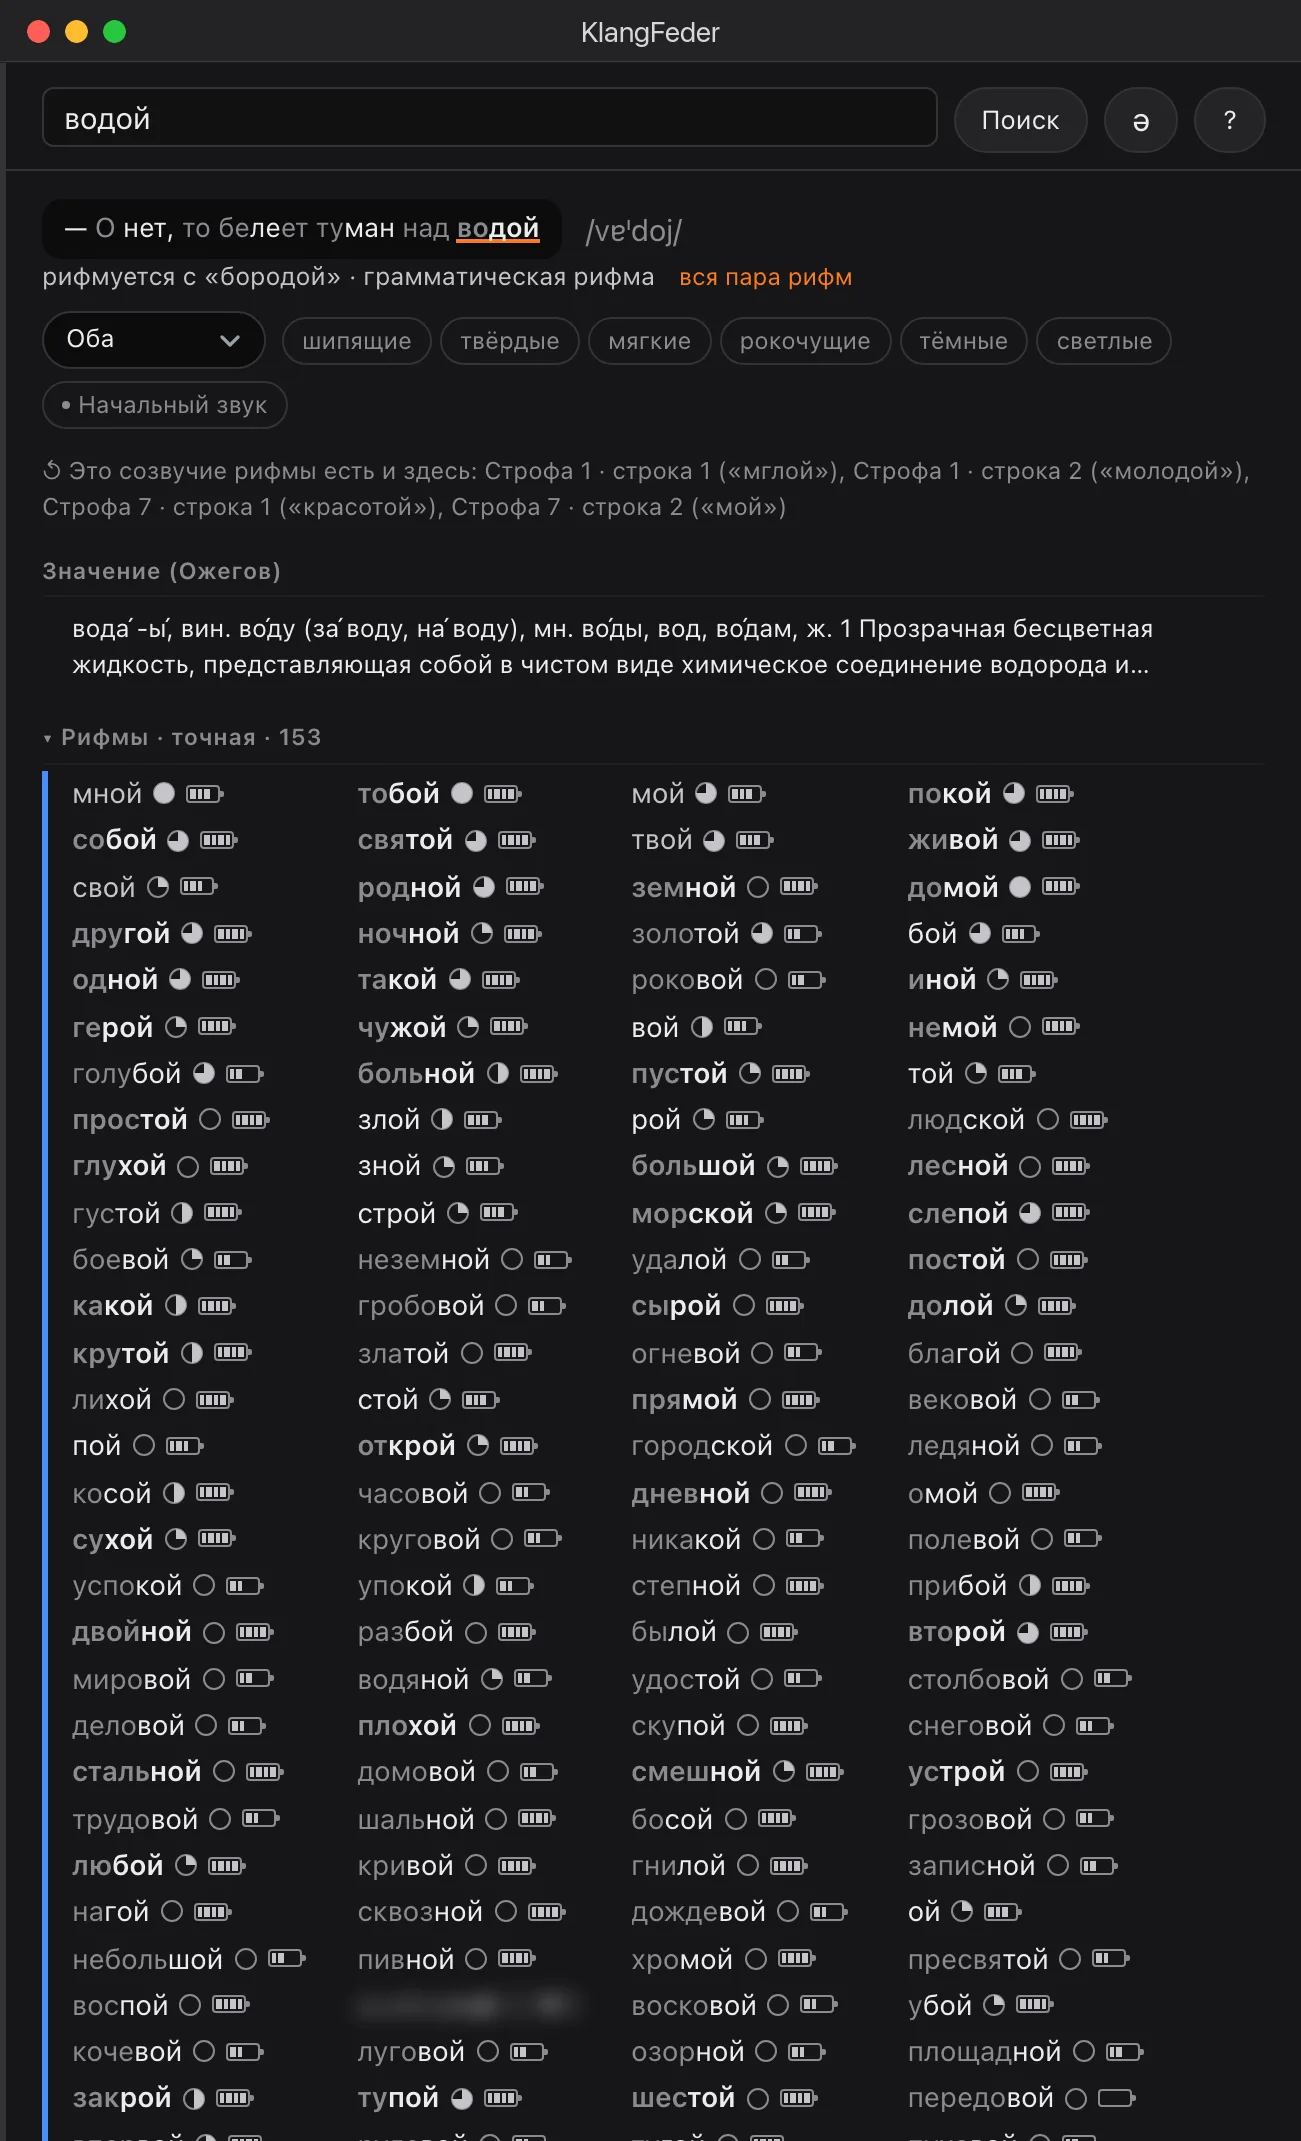 KlangFeder
водой Поиск ə ?
— О нет, то белеет туман над водой /vɐˈdoj/
рифмуется с «бородой» · грамматическая рифма вся пара рифм
Оба шипящие твёрдые мягкие рокочущие тёмные светлые
• Начальный звук
↺ Это созвучие рифмы есть и здесь: Строфа 1 · строка 1 («мглой»), Строфа 1 · строка 2 («молодой»),
Строфа 7 · строка 1 («красотой»), Строфа 7 · строка 2 («мой»)
Значение (Ожегов)
вода́ -ы́, вин. во́ду (за́ воду, на́ воду), мн. во́ды, вод, во́дам, ж. 1 Прозрачная бесцветная
жидкость, представляющая собой в чистом виде химическое соединение водорода и...
▾ Рифмы · точная · 153
мной тобой мой покой
собой святой твой живой
свой родной земной домой
другой ночной золотой бой
одной такой роковой иной
герой чужой вой немой
голубой больной пустой той
простой злой рой людской
глухой зной большой лесной
густой строй морской слепой
боевой неземной удалой постой
какой гробовой сырой долой
крутой златой огневой благой
лихой стой прямой вековой
пой открой городской ледяной
косой часовой дневной омой
сухой круговой никакой полевой
успокой упокой степной прибой
двойной разбой былой второй
мировой водяной удостой столбовой
деловой плохой скупой снеговой
стальной домовой смешной устрой
трудовой шальной босой грозовой
любой кривой гнилой записной
нагой сквозной дождевой ой
небольшой пивной хромой пресвятой
воспой восковой убой
кочевой луговой озорной площадной
закрой тупой шестой передовой